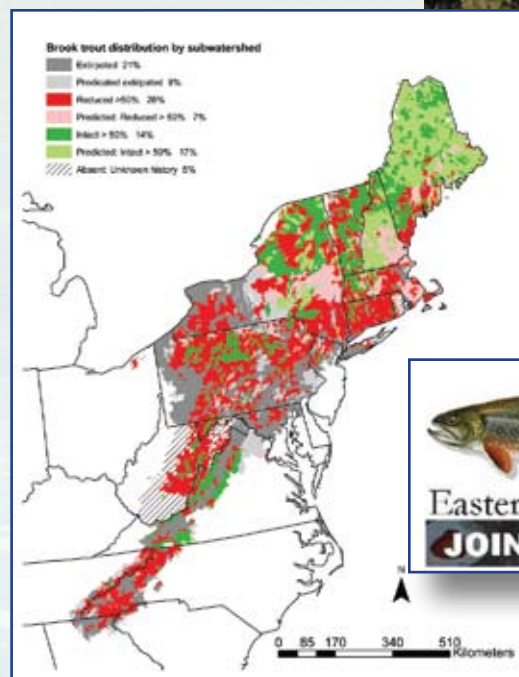 Brook trout distribution by subwatershed
Extirpated 21%
Predicated extirpated 8%
Reduced >50% 28%
Predicted: Reduced > 50% 7%
Intact > 50% 14%
Predicted: Intact > 50% 17%
Absent: Unknown history 5%
Easter
JOIN
N
0 85 170 340 510
Kilometers